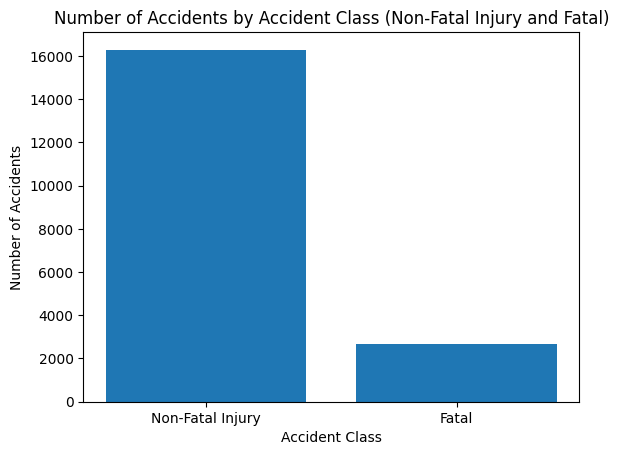 Number of Accidents by Accident Class (Non-Fatal Injury and Fatal)
16000
14000
12000
10000
8000
6000
4000
2000
0
Number of Accidents
Non-Fatal Injury
Fatal
Accident Class